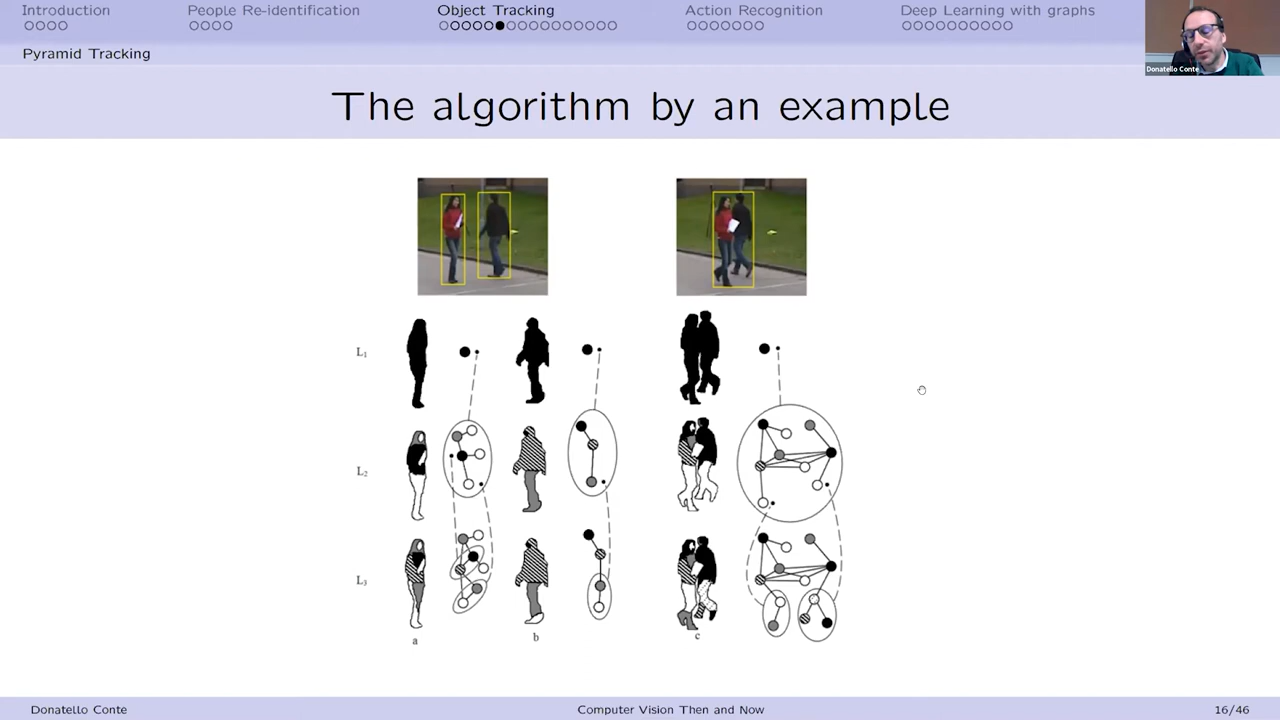 Introduction
People Re-identification
Object Tracking
Action Recognition
Deep Learning with graphs
Pyramid Tracking
Donatello Conte
The algorithm by an example
L1
L2
L3
a
b
c
Donatello Conte
Computer Vision Then and Now
16/46